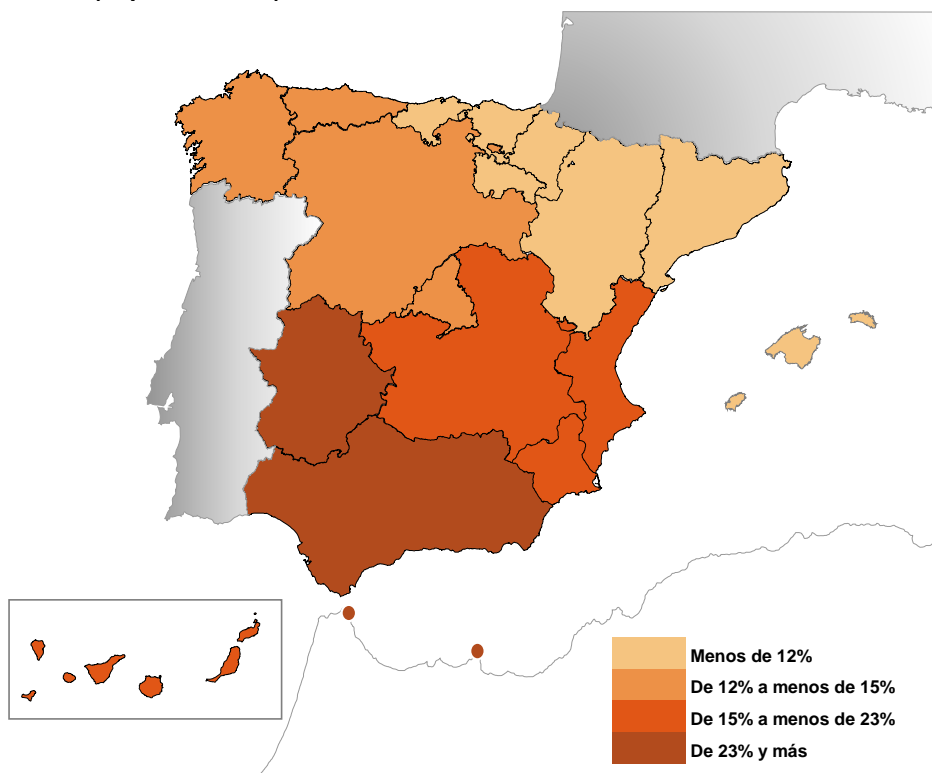 Menos de 12%
De 12% a menos de 15%
De 15% a menos de 23%
De 23% y más